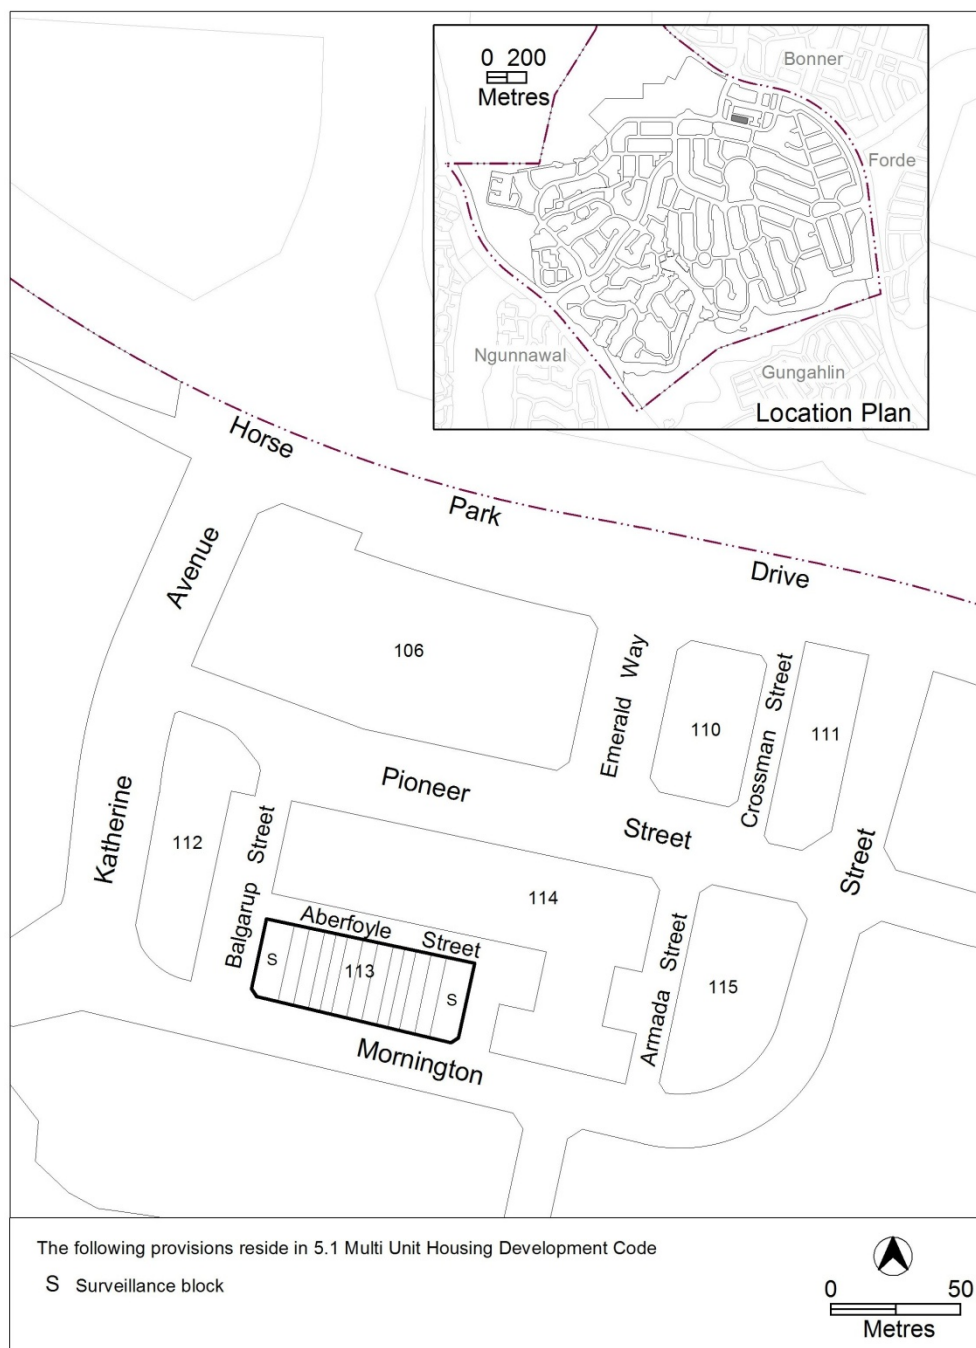 0 200
Metres
Bonner
Forde
Ngunnawal
Gungahlin
Location Plan
Horse
Park
Drive
Avenue
106
Emerald Way
110
Crossman Street
111
Pioneer
Street
Katherine
112
Balgarup Street
114
Street
Aberfoyle
Street
S
113
S
Armada Street
115
Mornington
The following provisions reside in 5.1 Multi Unit Housing Development Code
S Surveillance block
0 50
Metres